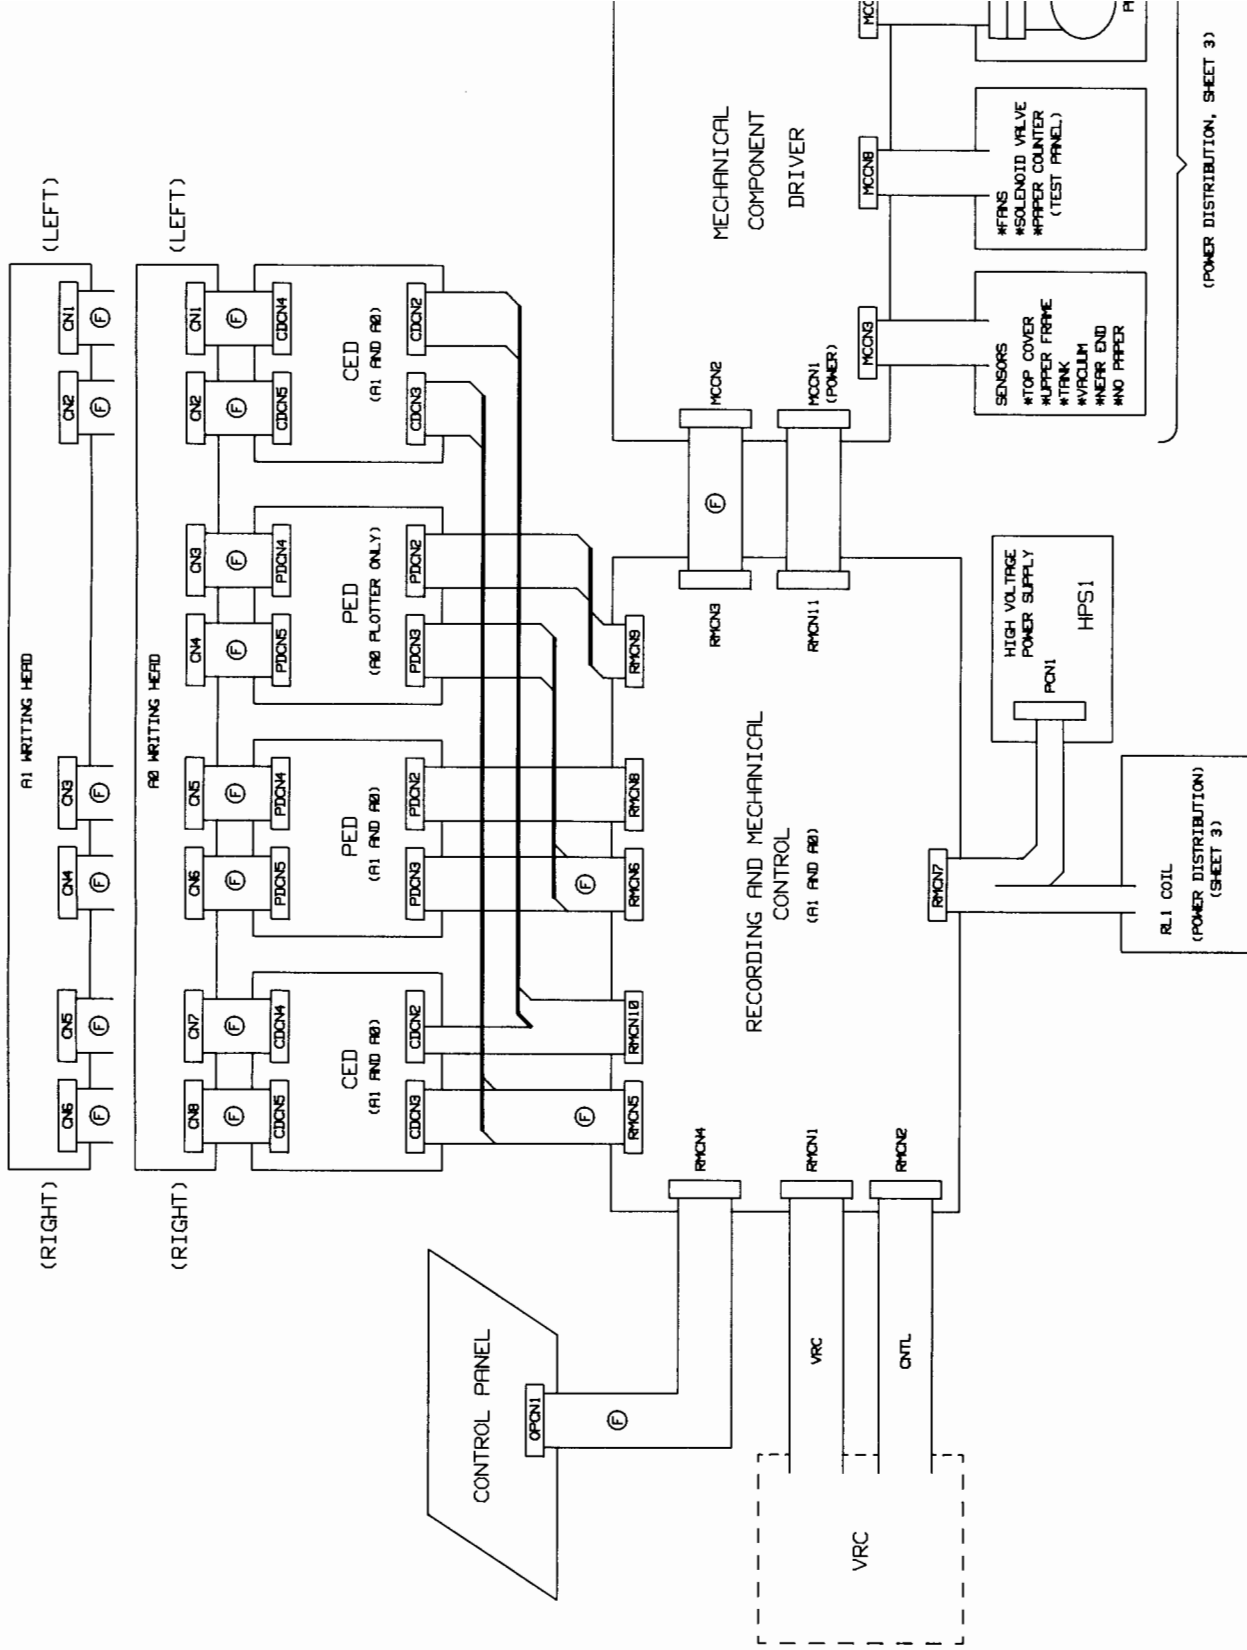 (RIGHT)
A1 WRITING HEAD
(LEFT)
CN6
CN5
CN4
CN3
CN2
CN1
F
F
F
F
F
F
(RIGHT)
A0 WRITING HEAD
(LEFT)
CN8
CN7
CN6
CN5
CN4
CN3
CN2
CN1
F
F
F
F
F
F
F
F
CDCN5
CDCN4
PDCN5
PDCN4
PDCN5
PDCN4
CDCN5
CDCN4
CED
(A1 AND A0)
PED
(A1 AND A0)
PED
(A0 PLOTTER ONLY)
CED
(A1 AND A0)
CDCN3
CDCN2
PDCN3
PDCN2
PDCN3
PDCN2
CDCN3
CDCN2
F
F
RMCN5
RMCN10
RMCN6
RMCN8
RMCN9
CONTROL PANEL
OPCN1
F
RMCN4
RMCN1
RMCN2
VRC
CNTL
VRC
RECORDING AND MECHANICAL
CONTROL
(A1 AND A0)
RMCN3
F
MCCN2
RMCN11
MCCN1
(POWER)
RMCN7
MECHANICAL
COMPONENT
DRIVER
MCCN3
MCCN8
SENSORS
*TOP COVER
*UPPER FRAME
*TANK
*VACUUM
*NEAR END
*NO PAPER
*FANS
*SOLENOID VALVE
*PAPER COUNTER
(TEST PANEL)
HIGH VOLTAGE
POWER SUPPLY
PCN1
HPS1
RL1 COIL
(POWER DISTRIBUTION)
(SHEET 3)
(POWER DISTRIBUTION, SHEET 3)